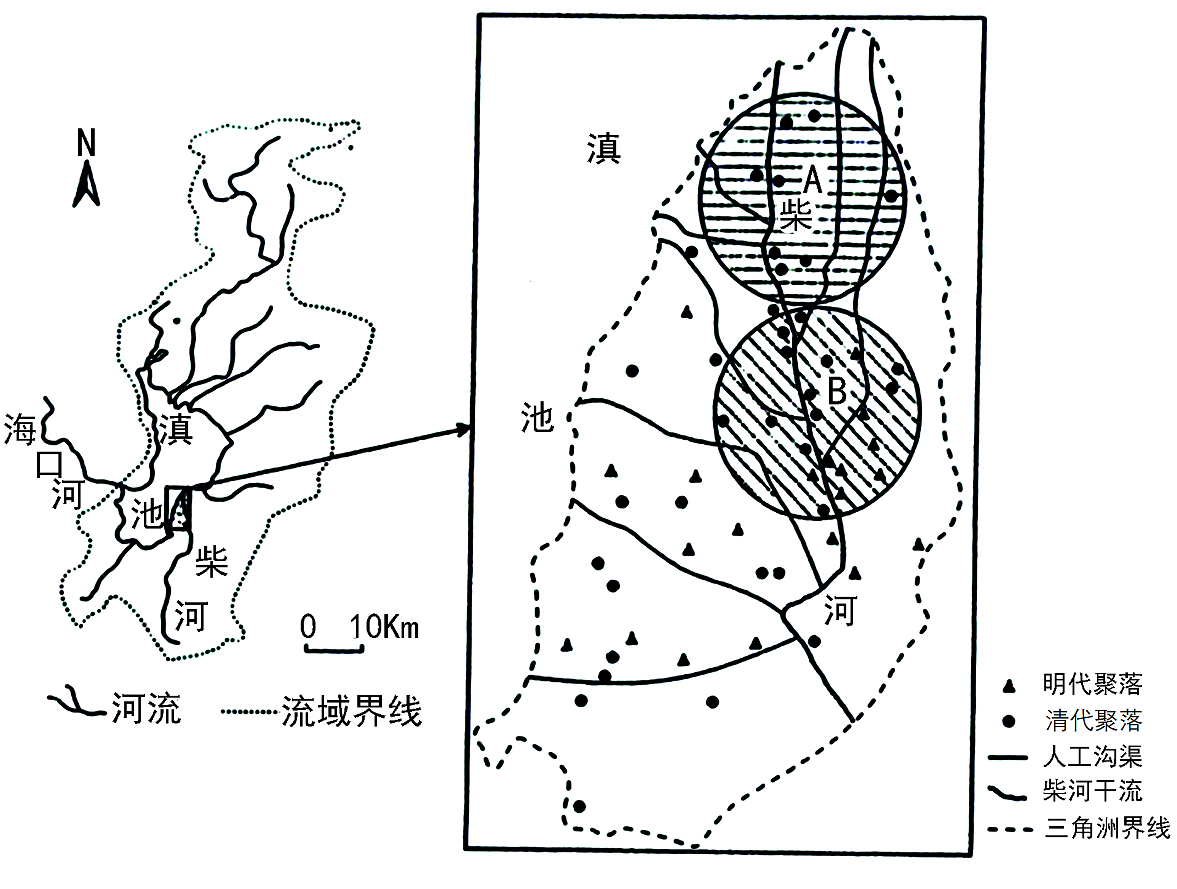 N
滇
池
海
口
河
柴
河
0 10Km
河流
流域界线
滇
池
A
柴
B
河
明代聚落
清代聚落
人工沟渠
柴河干流
三角洲界线